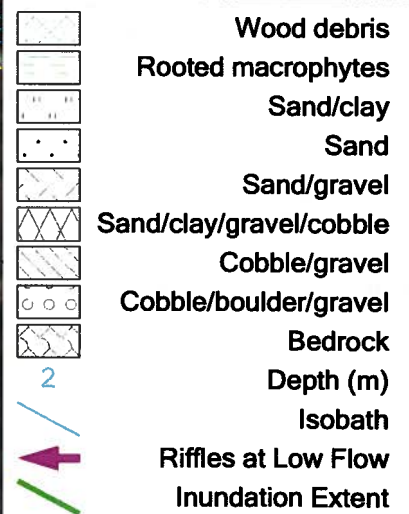 Wood debris
Rooted macrophytes
Sand/clay
Sand
Sand/gravel
Sand/clay/gravel/cobble
Cobble/gravel
Cobble/boulder/gravel
Bedrock
2 Depth (m)
Isobath
Riffles at Low Flow
Inundation Extent